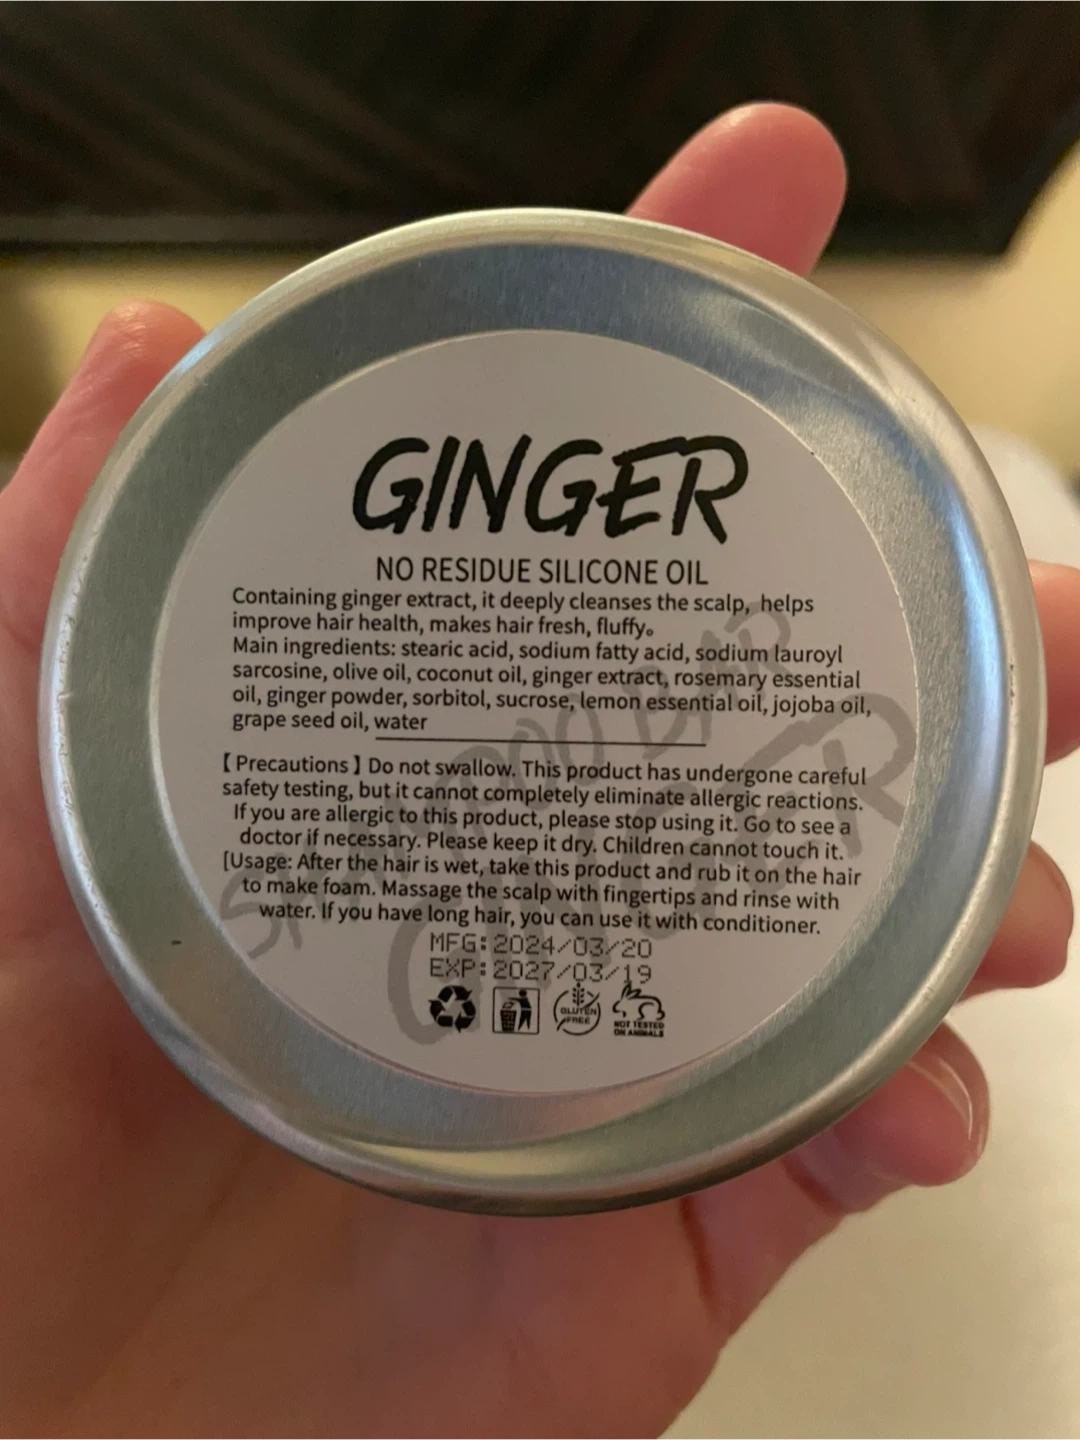 GINGER
NO RESIDUE SILICONE OIL
Containing ginger extract, it deeply cleanses the scalp, helps
improve hair health, makes hair fresh, fluffy。
Main ingredients: stearic acid, sodium fatty acid, sodium lauroyl
sarcosine, olive oil, coconut oil, ginger extract, rosemary essential
oil, ginger powder, sorbitol, sucrose, lemon essential oil, jojoba oil,
grape seed oil, water
【Precautions】Do not swallow. This product has undergone careful
safety testing, but it cannot completely eliminate allergic reactions.
If you are allergic to this product, please stop using it. Go to see a
doctor if necessary. Please keep it dry. Children cannot touch it.
[Usage: After the hair is wet, take this product and rub it on the hair
to make foam. Massage the scalp with fingertips and rinse with
water. If you have long hair, you can use it with conditioner.
SHAMPOO BAR
GINGER
MFG:2024/03/20
EXP:2027/03/19
GLUTEN
FREE
NOT TESTED
ON ANIMALS